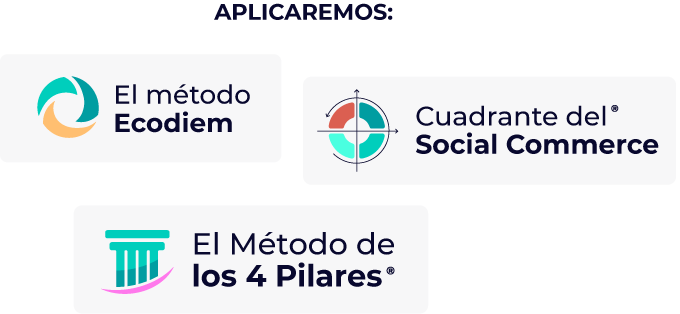 APLICAREMOS:
El método
Ecodiem
Cuadrante del®
Social Commerce
El Método de
los 4 Pilares®